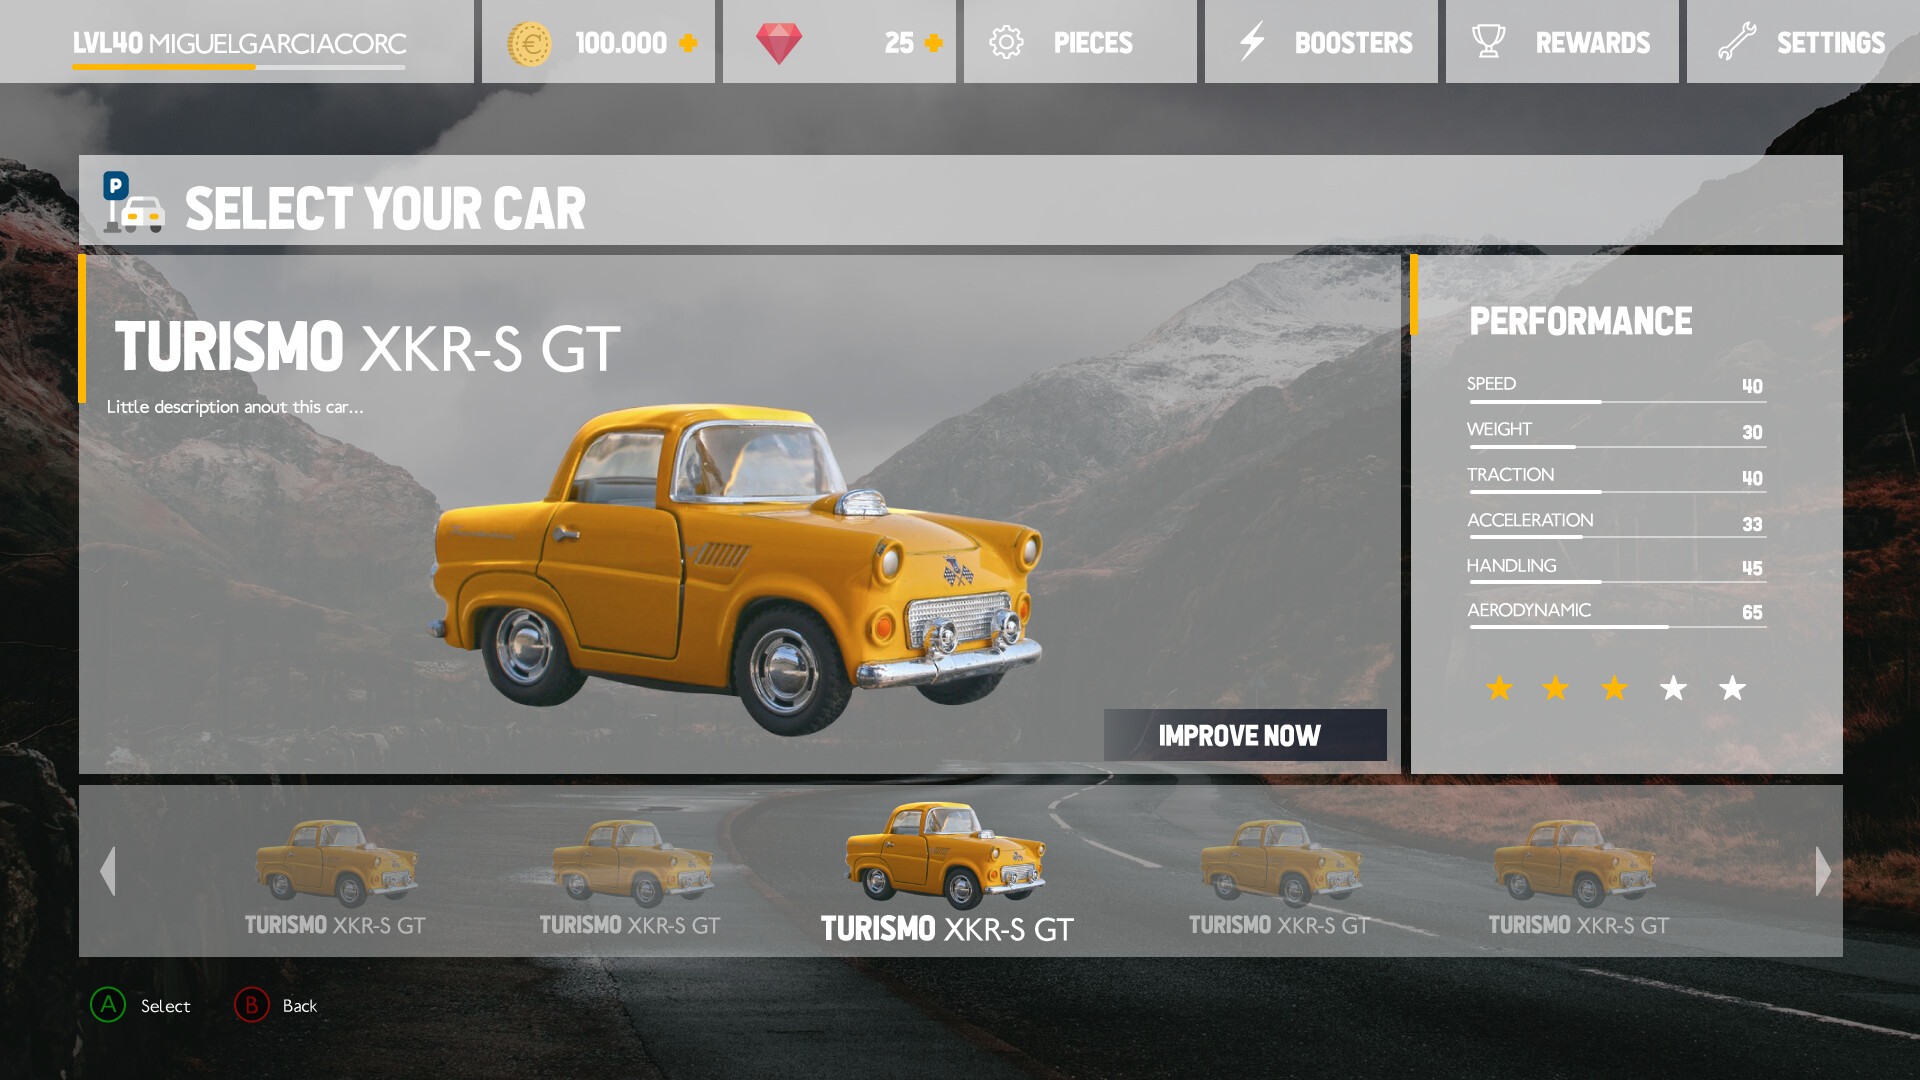 LVL40 MIGUELGARCIACORC
100.000
25
PIECES
BOOSTERS
REWARDS
SETTINGS
P
SELECT YOUR CAR
TURISMO XKR-S GT
Little description anout this car...
IMPROVE NOW
PERFORMANCE
SPEED 40
WEIGHT 30
TRACTION 40
ACCELERATION 33
HANDLING 45
AERODYNAMIC 65
TURISMO XKR-S GT
TURISMO XKR-S GT
TURISMO XKR-S GT
TURISMO XKR-S GT
TURISMO XKR-S GT
A Select
B Back